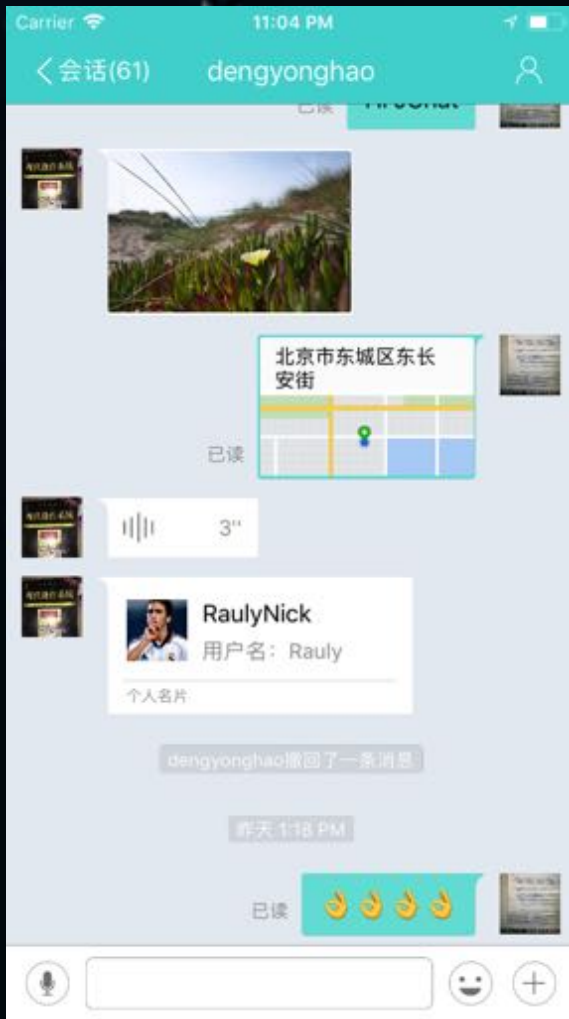 Carrier
11:04 PM
会话(61)
dengyonghao
已读
北京市东城区东长
安街
已读
3''
RaulyNick
用户名：Rauly
个人名片
dengyonghao撤回了一条消息
昨天 1:18 PM
已读